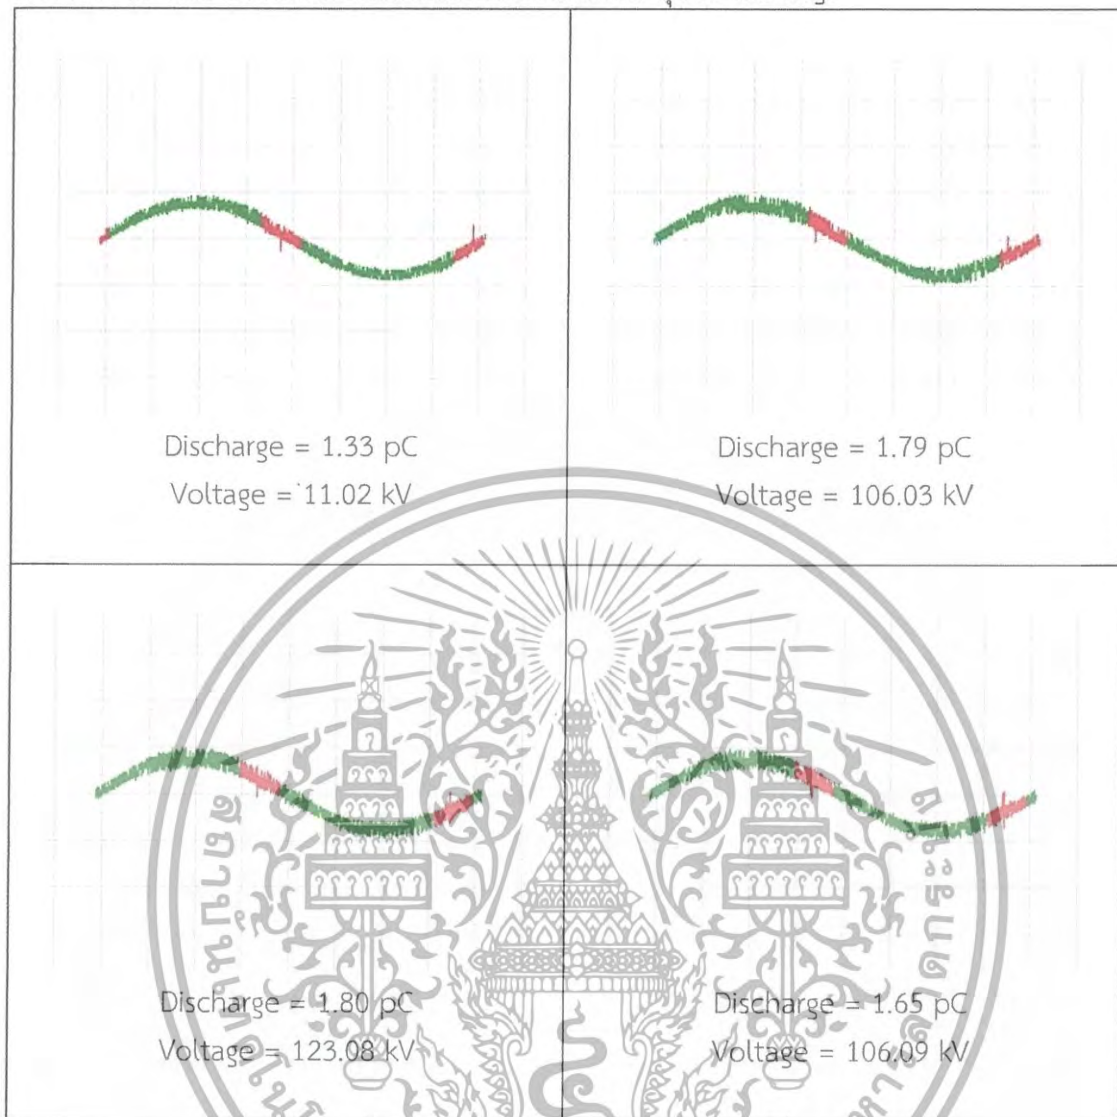 Discharge = 1.33 pC
Voltage = 11.02 kV
Discharge = 1.79 pC
Voltage = 106.03 kV
Discharge = 1.80 pC
Voltage = 123.08 kV
Discharge = 1.65 pC
Voltage = 106.09 kV